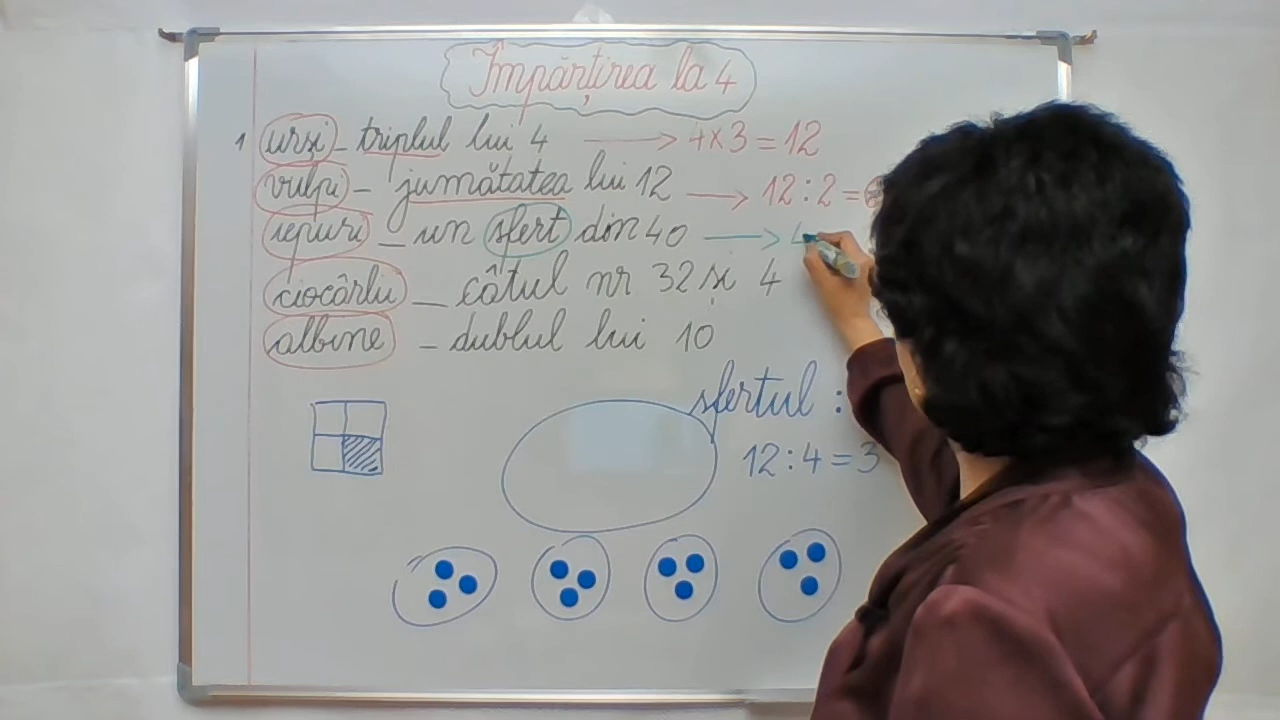 Împărțirea la 4
1 urși - triplul lui 4 → 4x3 = 12
vulpi - jumătatea lui 12 → 12 : 2 =
iepuri - un sfert din 40 → 4
ciocârlii - câtul nr 32 și 4
albine - dublul lui 10
sfertul :
12 : 4 = 3